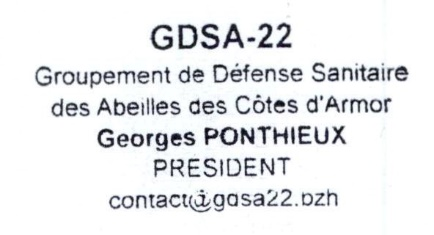 GDSA-22
Groupement de Défense Sanitaire
des Abeilles des Côtes d'Armor
Georges PONTHIEUX
PRESIDENT
contact@gdsa22.bzh